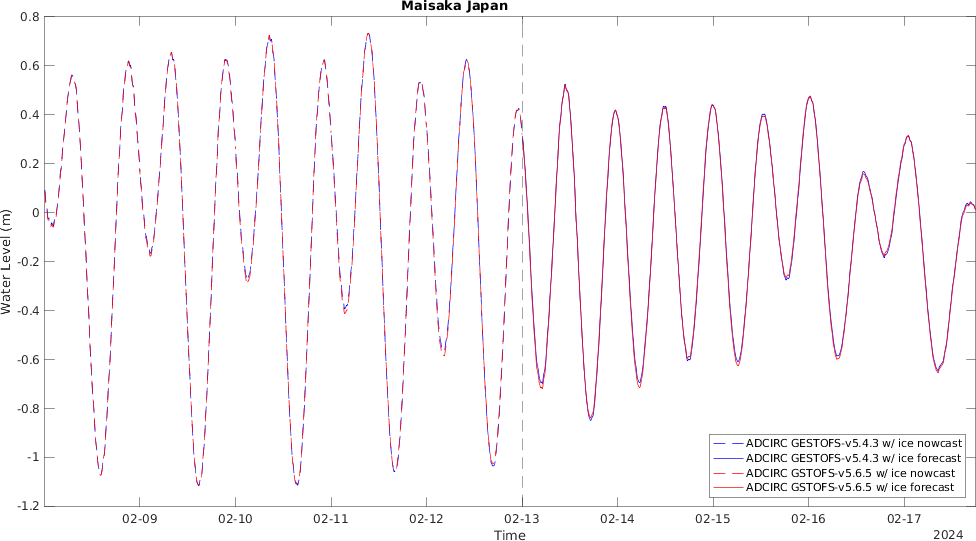 Maisaka Japan
0.8
0.6
0.4
0.2
0
-0.2
-0.4
-0.6
-0.8
-1
-1.2
Water Level (m)
02-09 02-10 02-11 02-12 02-13 02-14 02-15 02-16 02-17
Time
2024
ADCIRC GESTOFS-v5.4.3 w/ ice nowcast
ADCIRC GESTOFS-v5.4.3 w/ ice forecast
ADCIRC GSTOFS-v5.6.5 w/ ice nowcast
ADCIRC GSTOFS-v5.6.5 w/ ice forecast